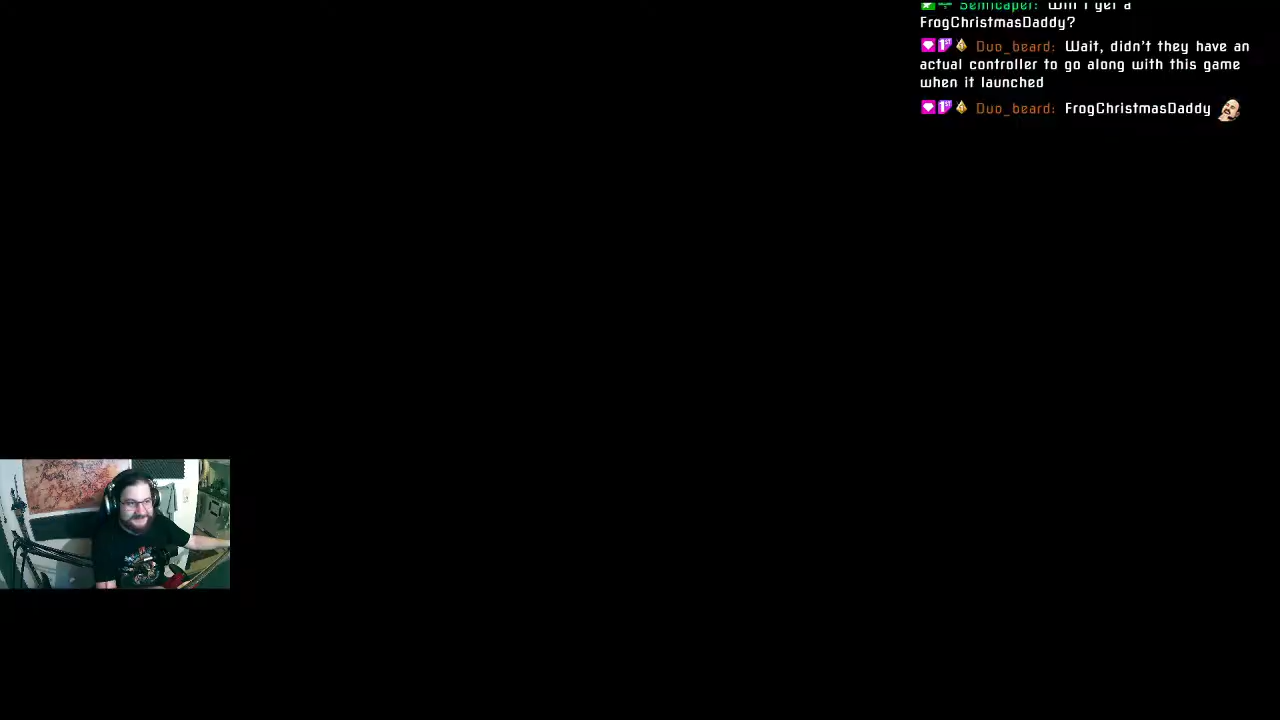 FrogChristmasDaddy?
Duo_beard: Wait, didn't they have an
actual controller to go along with this game
when it launched
Duo_beard: FrogChristmasDaddy